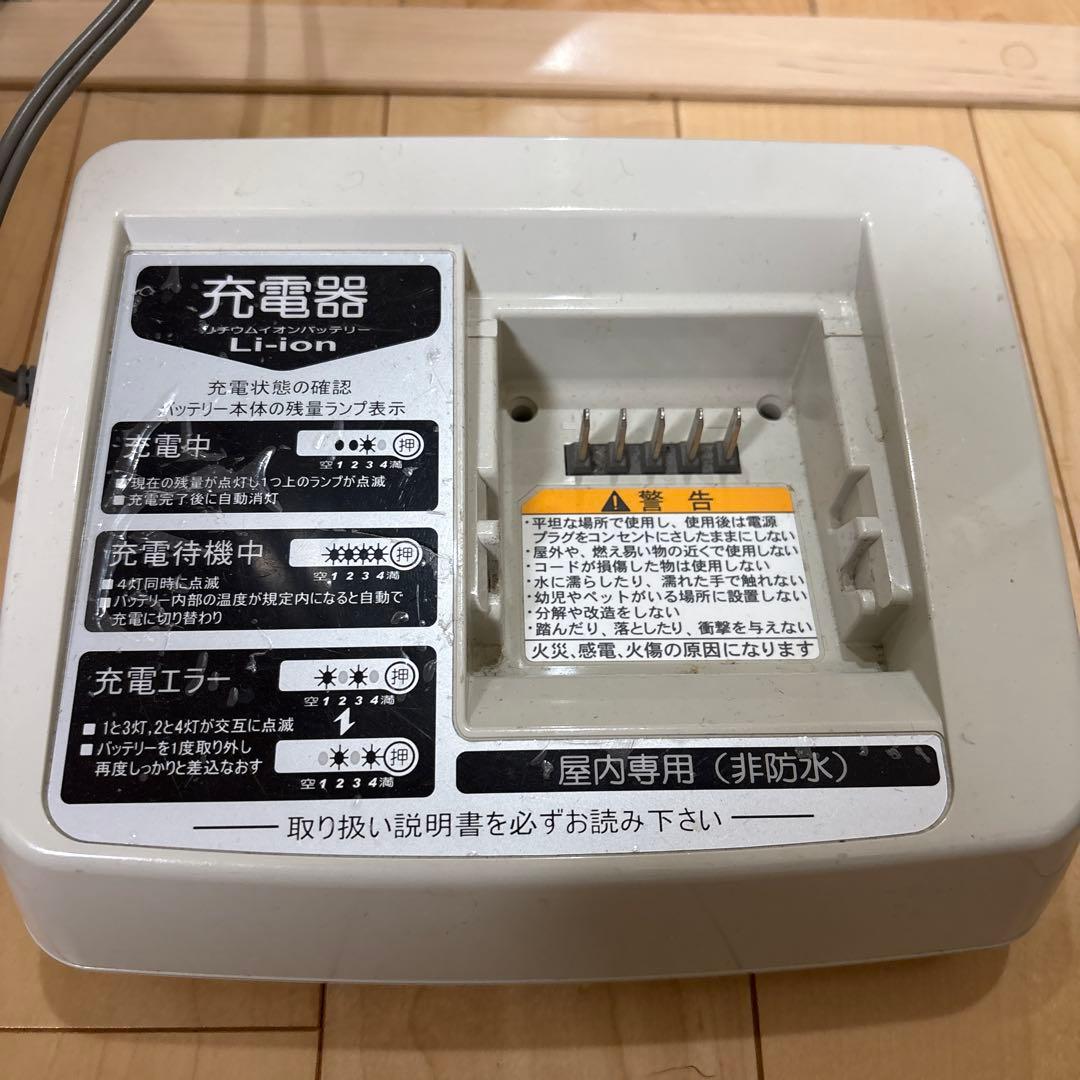 充電器
リチウムイオンバッテリー
Li-ion
充電状態の確認
バッテリー本体の残量ランプ表示
充電中
押
空1234満
■現在の残量が点灯し1つ上のランプが点滅
■充電完了後に自動消灯
充電待機中
押
空1234満
■4灯同時に点滅
■バッテリー内部の温度が規定内になると自動で
充電に切り替わり
充電エラー
押
空1234満
■1と3灯,2と4灯が交互に点滅
■バッテリーを1度取り外し
再度しっかりと差込なおす
押
空1234満
警告
・平坦な場所で使用し、使用後は電源
プラグをコンセントにさしたままにしない
・屋外や、燃え易い物の近くで使用しない
・コードが損傷した物は使用しない
・水に濡らしたり、濡れた手で触れない
・幼児やペットがいる場所に設置しない
・分解や改造をしない
・踏んだり、落としたり、衝撃を与えない
火災、感電、火傷の原因になります
屋内専用（非防水）
取り扱い説明書を必ずお読み下さい